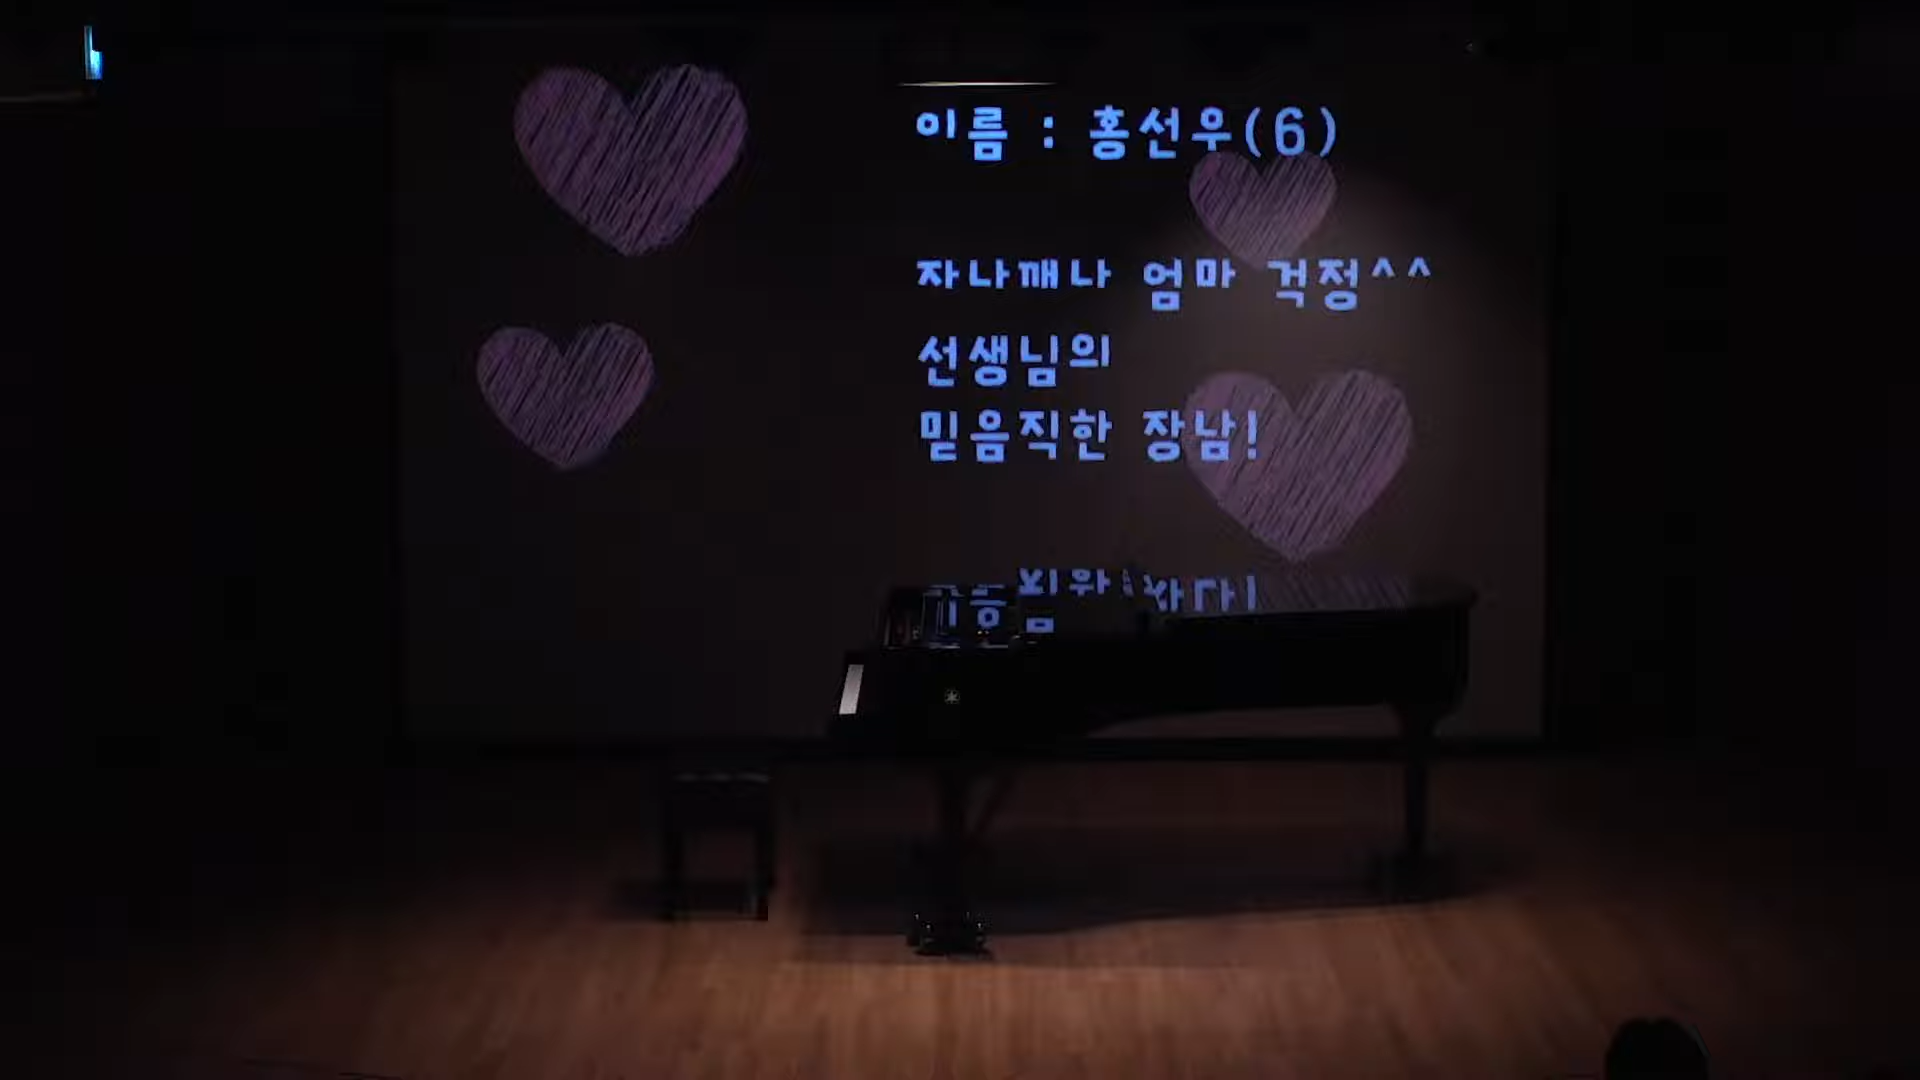 이름 : 홍선우(6)
자나깨나 엄마 걱정^^
선생님의
믿음직한 장남!